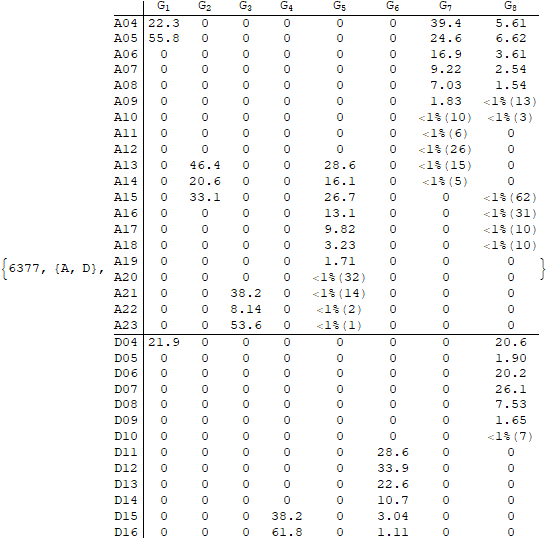 G₁ G₂ G₃ G₄ G₅ G₆ G₇ G₈
A04 22.3 0 0 0 0 0 39.4 5.61
A05 55.8 0 0 0 0 0 24.6 6.62
A06 0 0 0 0 0 0 16.9 3.61
A07 0 0 0 0 0 0 9.22 2.54
A08 0 0 0 0 0 0 7.03 1.54
A09 0 0 0 0 0 0 1.83 <1%(13)
A10 0 0 0 0 0 0 <1%(10) <1%(3)
A11 0 0 0 0 0 0 <1%(6) 0
A12 0 0 0 0 0 0 <1%(26) 0
A13 0 46.4 0 0 28.6 0 <1%(15) 0
A14 0 20.6 0 0 16.1 0 <1%(5) 0
A15 0 33.1 0 0 26.7 0 0 <1%(62)
A16 0 0 0 0 13.1 0 0 <1%(31)
A17 0 0 0 0 9.82 0 0 <1%(10)
A18 0 0 0 0 3.23 0 0 <1%(10)
A19 0 0 0 0 1.71 0 0 0
{6377, {A, D}, A20 0 0 0 0 <1%(32) 0 0 0 }
A21 0 0 38.2 0 <1%(14) 0 0 0
A22 0 0 8.14 0 <1%(2) 0 0 0
A23 0 0 53.6 0 <1%(1) 0 0 0
D04 21.9 0 0 0 0 0 0 20.6
D05 0 0 0 0 0 0 0 1.90
D06 0 0 0 0 0 0 0 20.2
D07 0 0 0 0 0 0 0 26.1
D08 0 0 0 0 0 0 0 7.53
D09 0 0 0 0 0 0 0 1.65
D10 0 0 0 0 0 0 0 <1%(7)
D11 0 0 0 0 0 28.6 0 0
D12 0 0 0 0 0 33.9 0 0
D13 0 0 0 0 0 22.6 0 0
D14 0 0 0 0 0 10.7 0 0
D15 0 0 0 38.2 0 3.04 0 0
D16 0 0 0 61.8 0 1.11 0 0